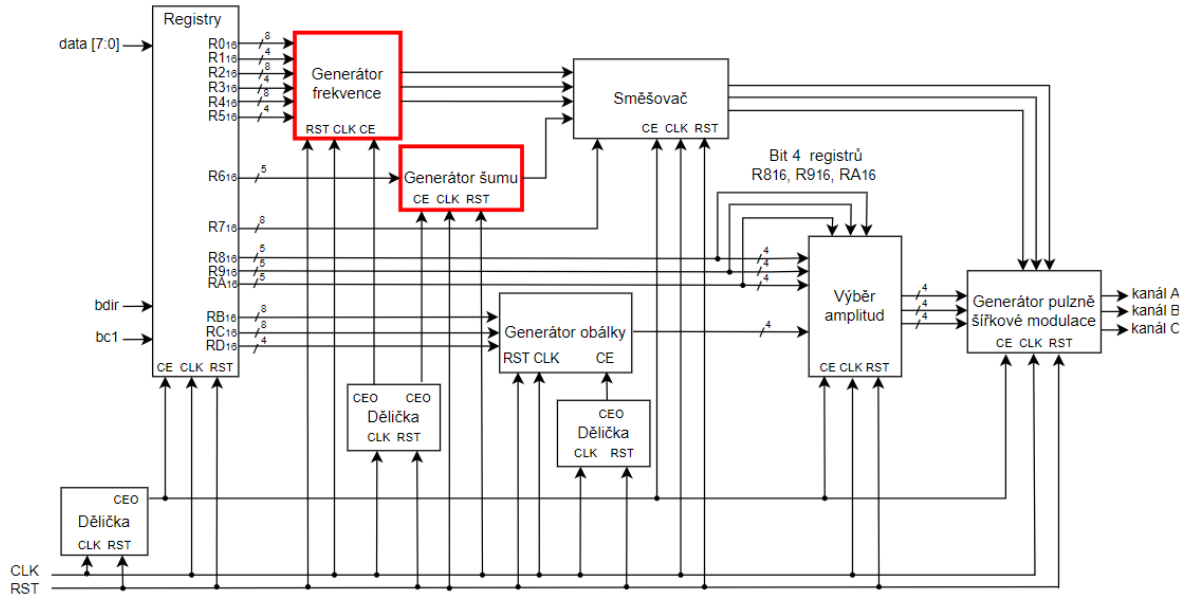 Registry
data [7:0]
bdir
bc1
R0₁₆ 8
R1₁₆ 4
R2₁₆ 8
R3₁₆ 4
R4₁₆ 8
R5₁₆ 4
R6₁₆ 5
R7₁₆ 8
R8₁₆ 5
R9₁₆ 5
RA₁₆ 5
RB₁₆ 8
RC₁₆ 8
RD₁₆ 4
CE CLK RST
Generátor
frekvence
RST CLK CE
Generátor šumu
CE CLK RST
Směšovač
CE CLK RST
Bit 4 registrů
R816, R916, RA16
4
4
4
4
Výběr
amplitud
CE CLK RST
4
4
4
Generátor pulzně
šířkové modulace
CE CLK RST
kanál A
kanál B
kanál C
Generátor obálky
RST CLK CE
CEO CEO
Dělička
CLK RST
CEO
Dělička
CLK RST
CEO
Dělička
CLK RST
CLK
RST